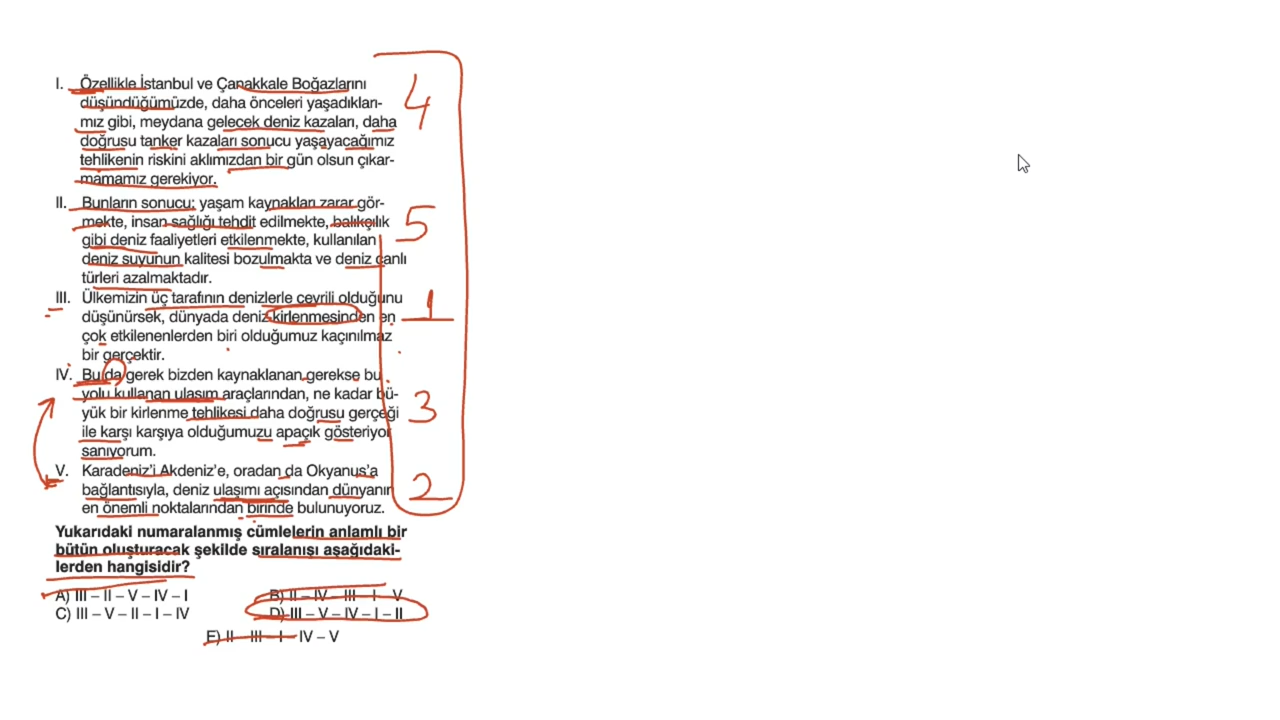 I. Özellikle İstanbul ve Çanakkale Boğazlarını 4
düşündüğümüzde, daha önceleri yaşadıkları-
mız gibi, meydana gelecek deniz kazaları, daha
doğrusu tanker kazaları sonucu yaşayacağımız
tehlikenin riskini aklımızdan bir gün olsun çıkar-
mamamız gerekiyor.
II. Bunların sonucu; yaşam kaynakları zarar gör- 5
mekte, insan sağlığı tehdit edilmekte, balıkçılık
gibi deniz faaliyetleri etkilenmekte, kullanılan
deniz suyunun kalitesi bozulmakta ve deniz canlı
türleri azalmaktadır.
III. Ülkemizin üç tarafının denizlerle çevrili olduğunu 1
düşünürsek, dünyada deniz kirlenmesinden en
çok etkilenenlerden biri olduğumuz kaçınılmaz
bir gerçektir.
IV. Bu da gerek bizden kaynaklanan gerekse bu
yolu kullanan ulaşım araçlarından, ne kadar bü-
yük bir kirlenme tehlikesi daha doğrusu gerçeği 3
ile karşı karşıya olduğumuzu apaçık gösteriyor
sanıyorum.
V. Karadeniz'i Akdeniz'e, oradan da Okyanus'a
bağlantısıyla, deniz ulaşımı açısından dünyanın 2
en önemli noktalarından birinde bulunuyoruz.
Yukarıdaki numaralanmış cümlelerin anlamlı bir
bütün oluşturacak şekilde sıralanışı aşağıdaki-
lerden hangisidir?
A) III – II – V – IV – I B) II – IV – III – I – V
C) III – V – II – I – IV D) III – V – IV – I – II
E) II – III – I – IV – V